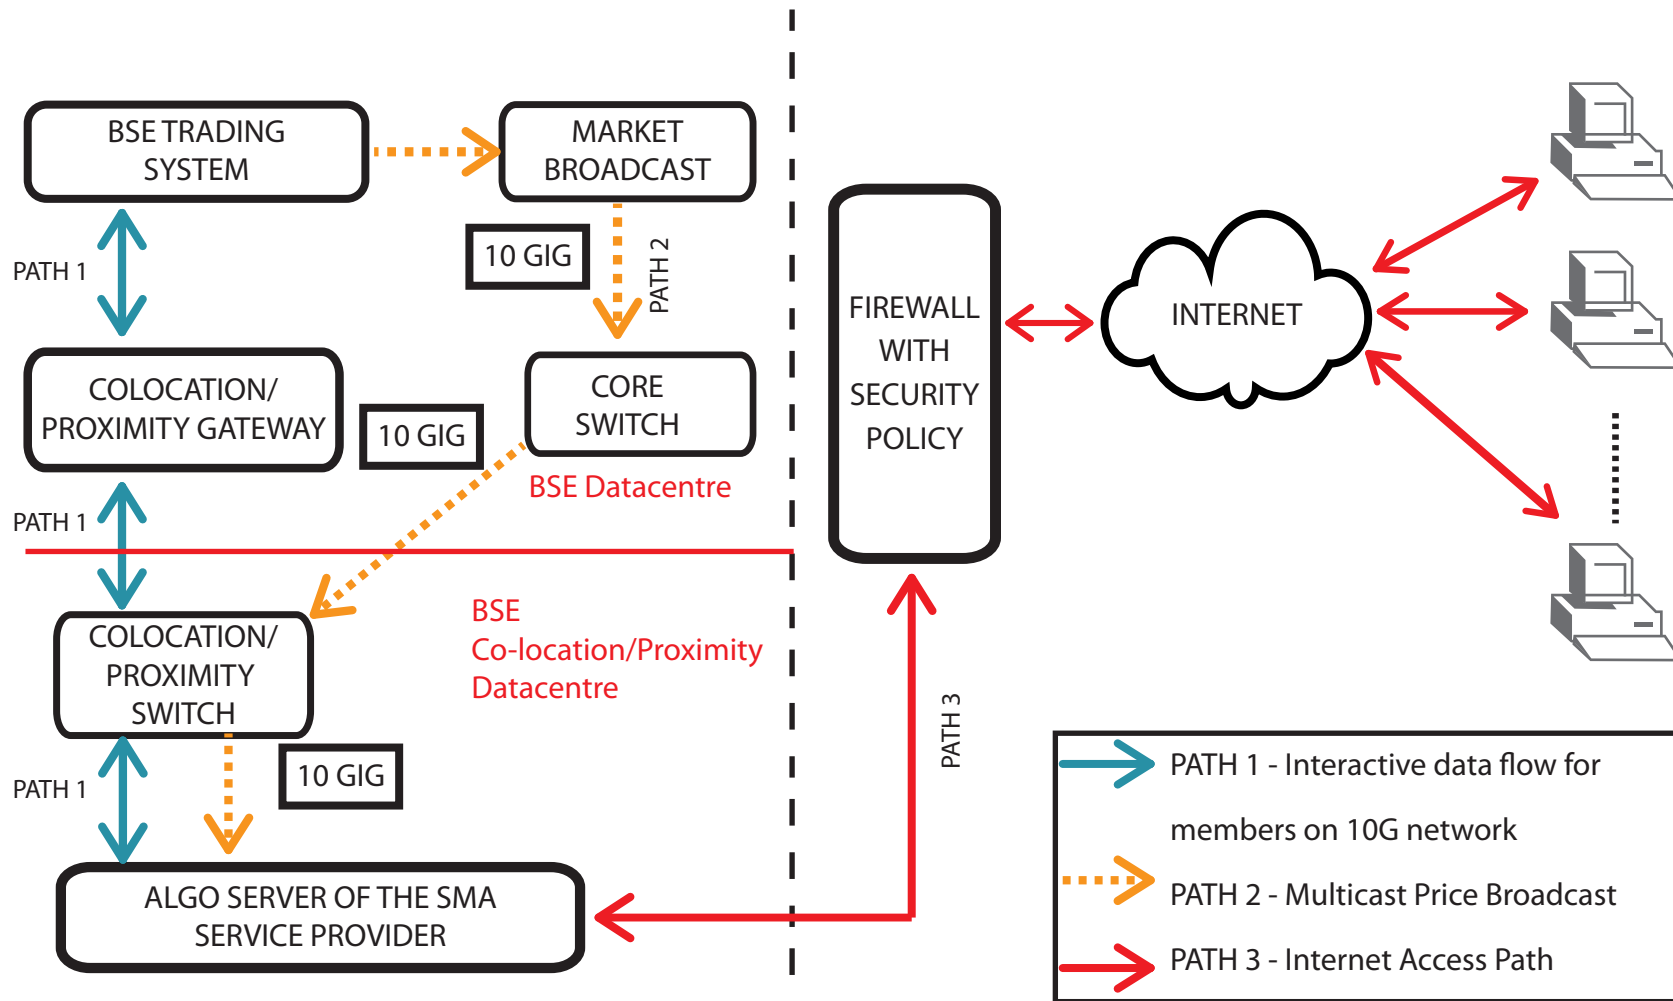 BSE TRADING
SYSTEM
MARKET
BROADCAST
PATH 1
10 GIG
PATH 2
COLOCATION/
PROXIMITY GATEWAY
10 GIG
CORE
SWITCH
BSE Datacentre
PATH 1
COLOCATION/
PROXIMITY
SWITCH
BSE
Co-location/Proximity
Datacentre
PATH 1
10 GIG
ALGO SERVER OF THE SMA
SERVICE PROVIDER
FIREWALL
WITH
SECURITY
POLICY
INTERNET
PATH 3
PATH 1 - Interactive data flow for
members on 10G network
PATH 2 - Multicast Price Broadcast
PATH 3 - Internet Access Path